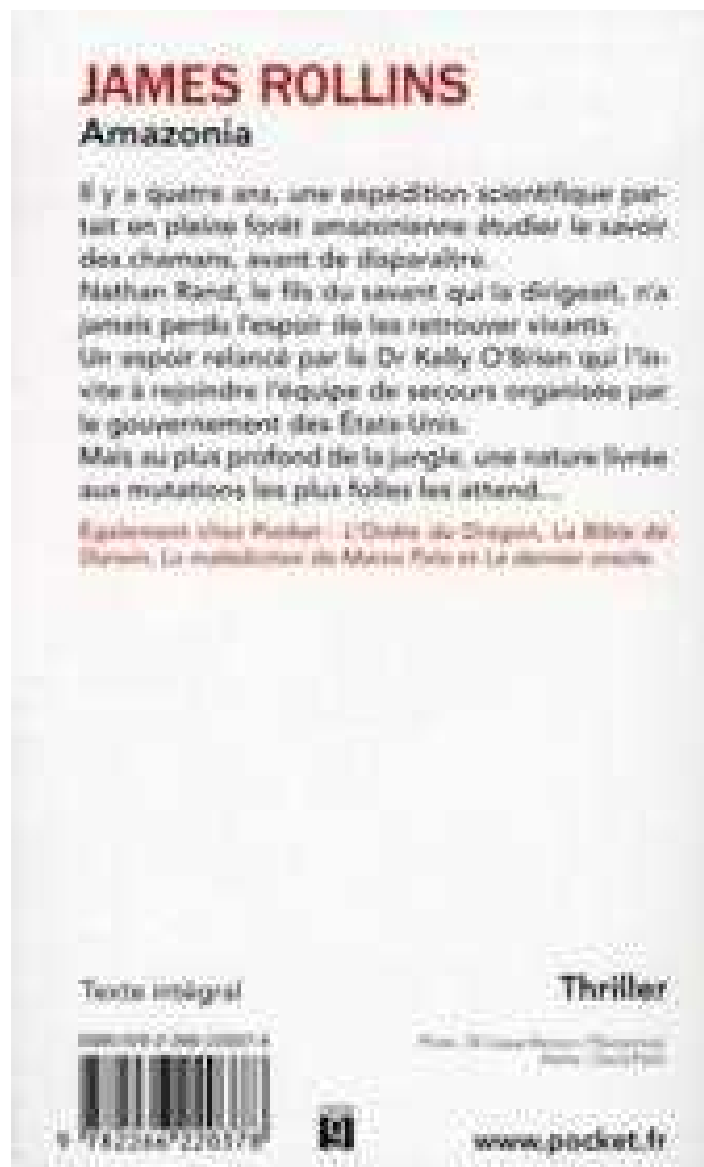 JAMES ROLLINS
Amazonia
Il y a quatre ans, une expédition scientifique par-
tait en pleine forêt amazonienne étudier le savoir
des chamans, avant de disparaître.
Nathan Rand, le fils du savant qui la dirigeait, n'a
jamais perdu l'espoir de les retrouver vivants.
Un espoir relancé par le Dr Kelly O'Brien qui l'in-
vite à rejoindre l'équipe de secours organisée par
le gouvernement des États-Unis.
Mais au plus profond de la jungle, une nature livrée
aux mutations les plus folles les attend...
Également chez Pocket : L'Ordre du Dragon, La Bible de
Darwin, La malédiction de Marco Polo et Le dernier oracle.
Texte intégral
Thriller
9 782266 220378
www.pocket.fr